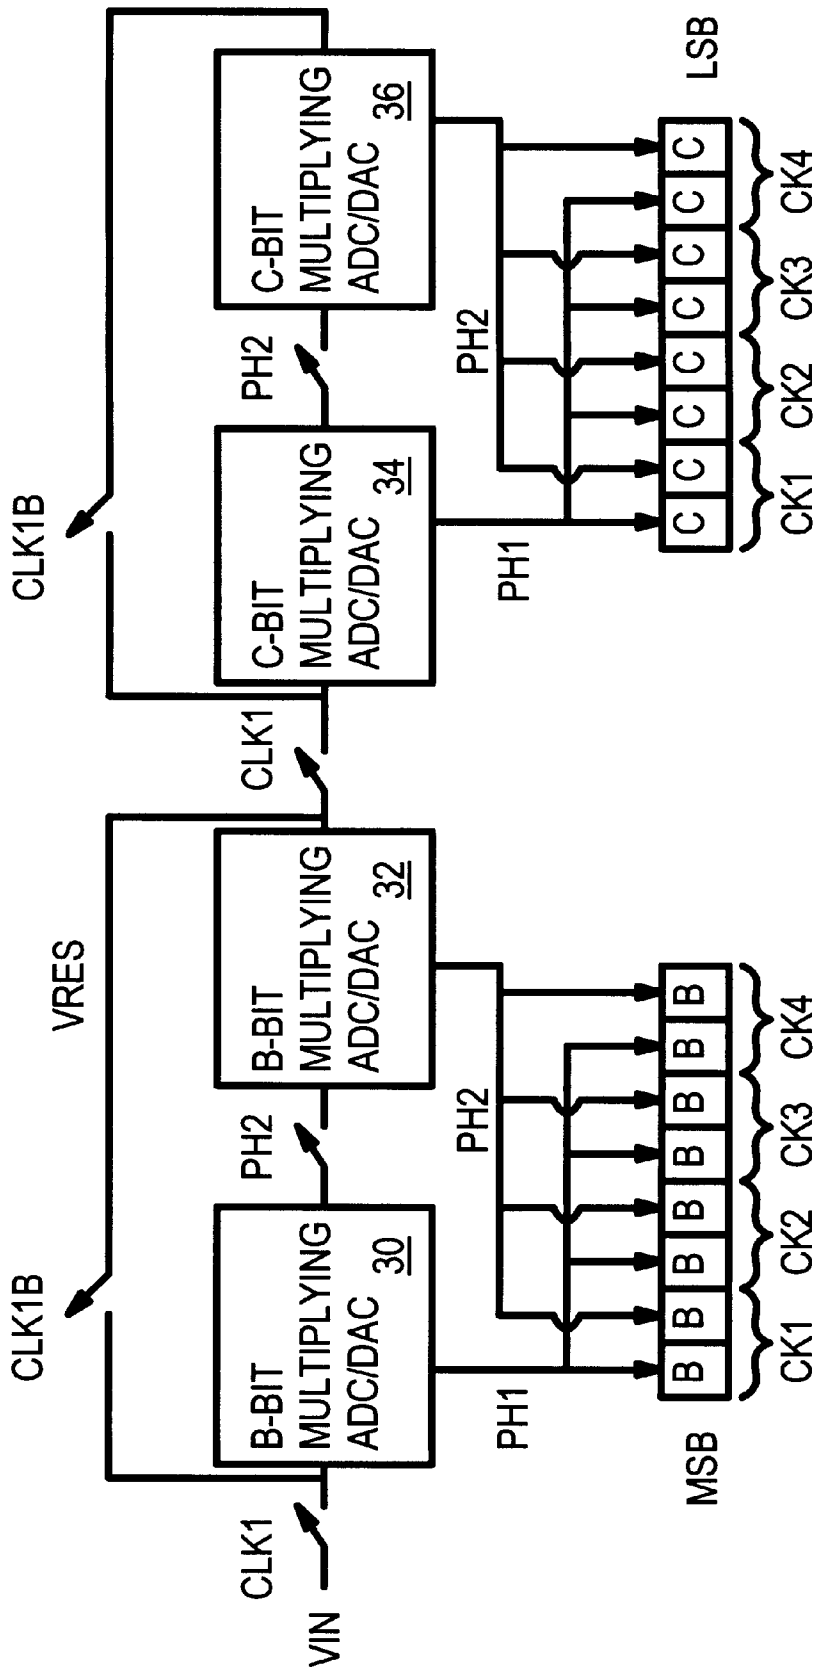 CLK1B
VRES
CLK1B
VIN
CLK1
B-BIT
MULTIPLYING
ADC/DAC
30
PH2
B-BIT
MULTIPLYING
ADC/DAC
32
CLK1
C-BIT
MULTIPLYING
ADC/DAC
34
PH2
C-BIT
MULTIPLYING
ADC/DAC
36
PH1
PH2
PH1
PH2
MSB
B B B B B B B B
C C C C C C C C
LSB
CK1 CK2 CK3 CK4
CK1 CK2 CK3 CK4